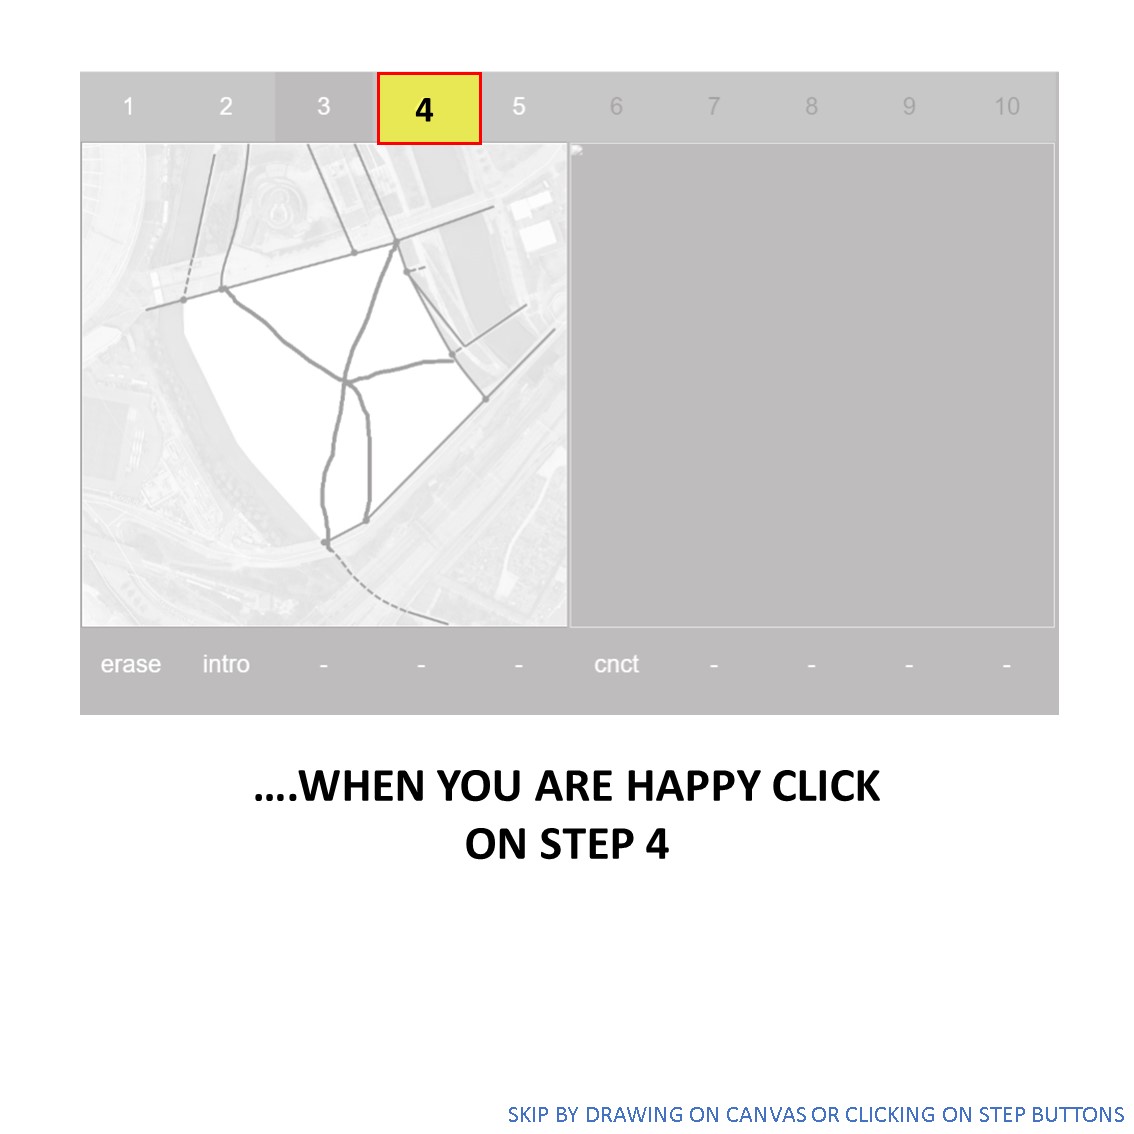 1 2 3 4 5 6 7 8 9 10
erase intro - - - cnct - - - -
....WHEN YOU ARE HAPPY CLICK
ON STEP 4
SKIP BY DRAWING ON CANVAS OR CLICKING ON STEP BUTTONS